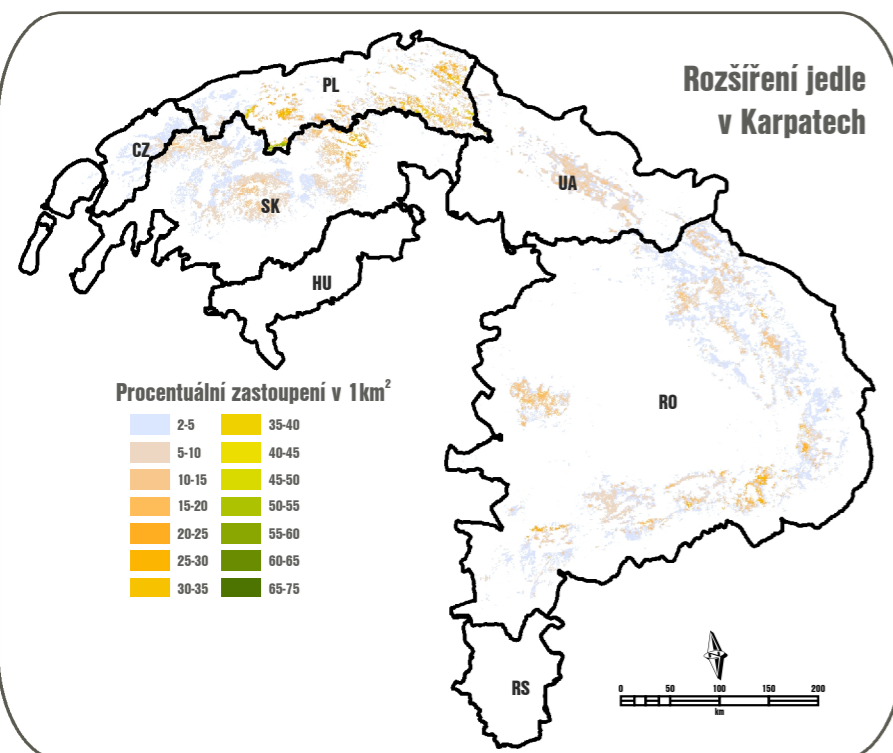 Rozšíření jedle
v Karpatech
PL
CZ
SK
UA
HU
RO
RS
Procentuální zastoupení v 1km²
2-5
5-10
10-15
15-20
20-25
25-30
30-35
35-40
40-45
45-50
50-55
55-60
60-65
65-75
0 50 100 150 200
km